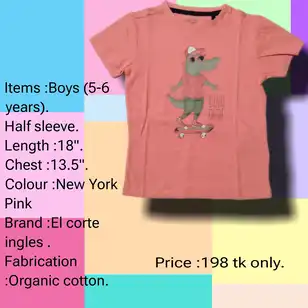 Items :Boys (5-6
years).
Half sleeve.
Length :18".
Chest :13.5".
Colour :New York
Pink
Brand :El corte
ingles .
Fabrication
:Organic cotton.
Price :198 tk only.